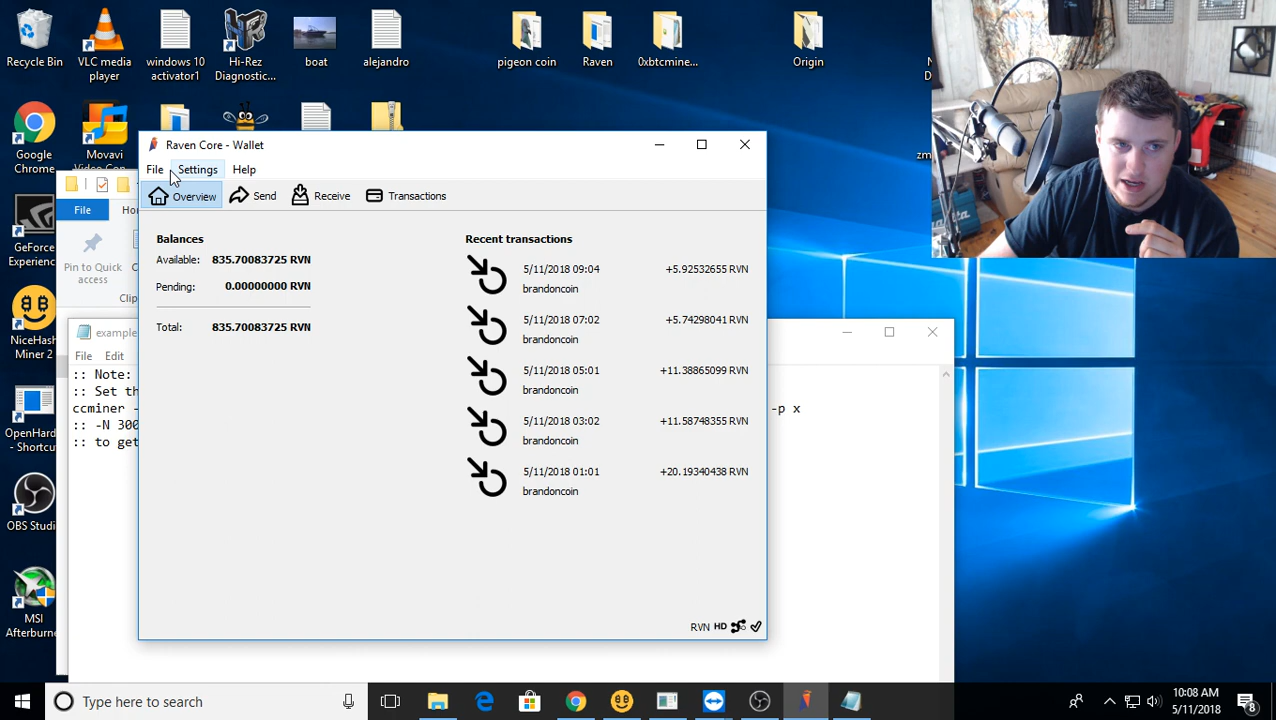 Recycle Bin
VLC media
player
windows 10
activator1
Hi-Rez
Diagnostic...
boat
alejandro
pigeon coin
Raven
0xbtcmine...
Origin
Google
Chrome
Movavi
GeForce
Experience
NiceHash
Miner 2
OpenHard
- Shortcut
OBS Studio
MSI
Afterburner
Raven Core - Wallet
File
Settings
Help
Overview
Send
Receive
Transactions
Balances
Available: 835.70083725 RVN
Pending: 0.00000000 RVN
Total: 835.70083725 RVN
Recent transactions
5/11/2018 09:04 +5.92532655 RVN
brandoncoin
5/11/2018 07:02 +5.74298041 RVN
brandoncoin
5/11/2018 05:01 +11.38865099 RVN
brandoncoin
5/11/2018 03:02 +11.58748355 RVN
brandoncoin
5/11/2018 01:01 +20.19340438 RVN
brandoncoin
RVN HD
File
Pin to Quick
access
example
File Edit
:: Note:
:: Set th
ccminer - -p x
:: -N 300
:: to get
Type here to search
10:08 AM
5/11/2018
8